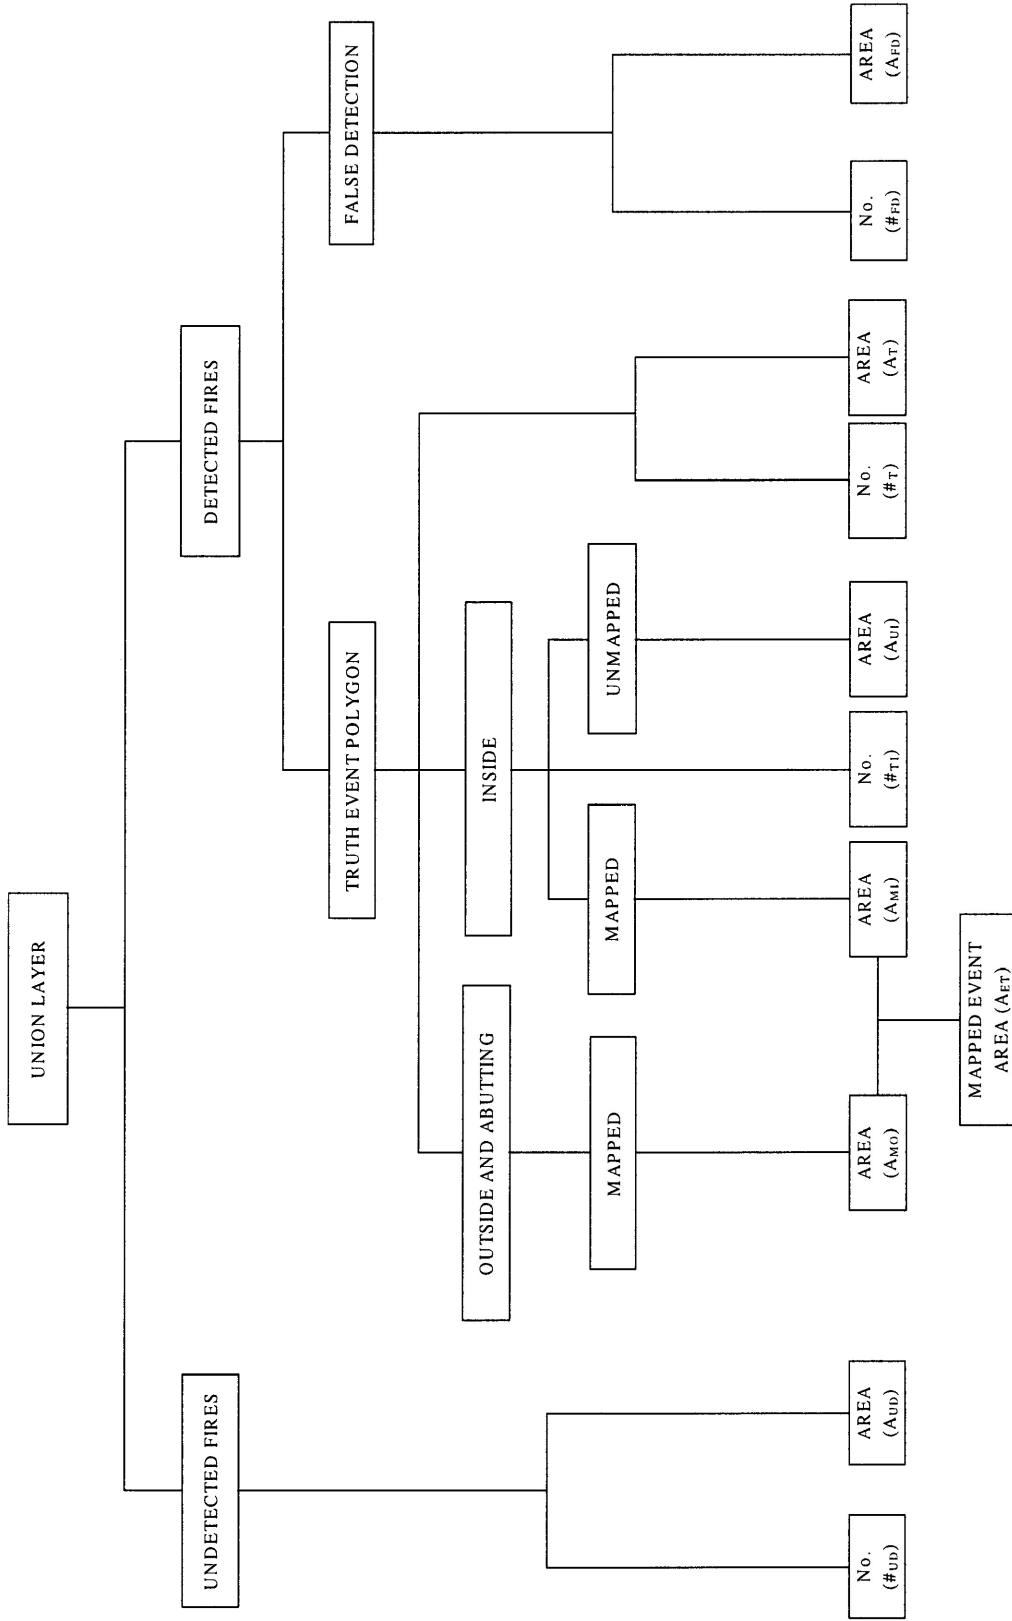 UNION LAYER
UNDETECTED FIRES
DETECTED FIRES
TRUTH EVENT POLYGON
FALSE DETECTION
OUTSIDE AND ABUTTING
INSIDE
MAPPED
MAPPED
UNMAPPED
No.
(#UD)
AREA
(AUD)
AREA
(AMO)
AREA
(AMI)
No.
(#TI)
AREA
(AUI)
No.
(#T)
AREA
(AT)
No.
(#FD)
AREA
(AFD)
MAPPED EVENT
AREA (AET)